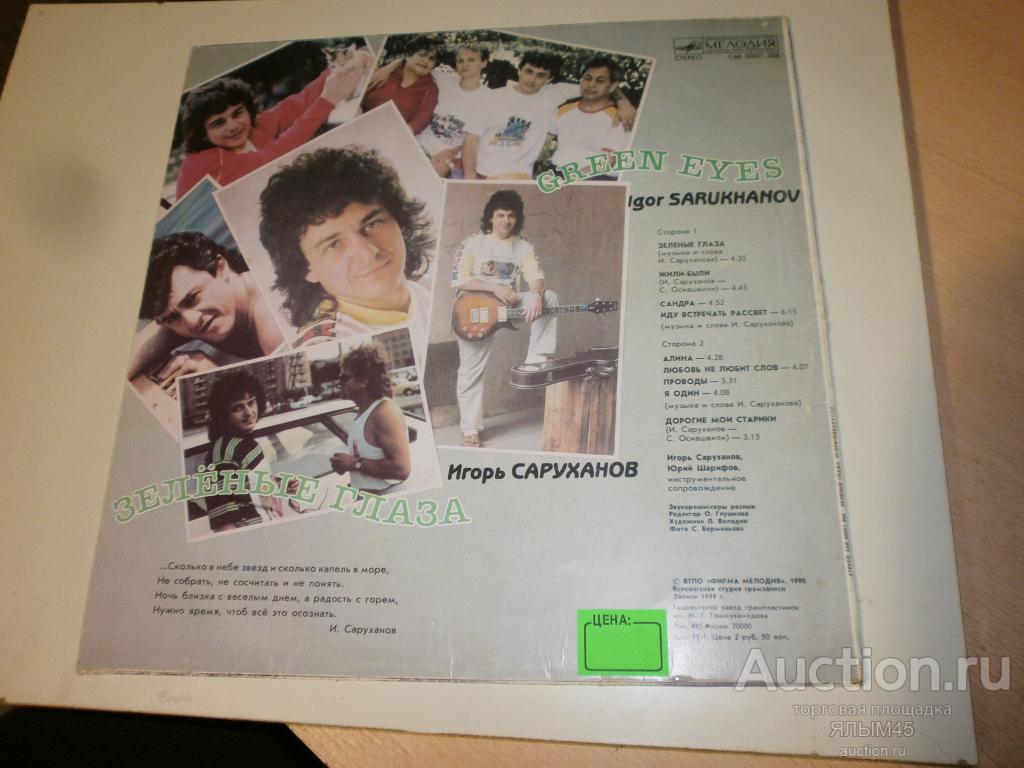 МЕЛОДИЯ
СТЕРЕО
GREEN EYES
Igor SARUKHANOV
Сторона 1
ЗЕЛЕНЫЕ ГЛАЗА
(музыка и слова
И. Саруханова) — 4.35
ЖИЛИ-БЫЛИ
(И. Саруханов —
С. Осиашвили) — 4.45
САНДРА — 4.52
ИДУ ВСТРЕЧАТЬ РАССВЕТ — 6.15
(музыка и слова И. Саруханова)
Сторона 2
АЛИНА — 4.28
ЛЮБОВЬ НЕ ЛЮБИТ СЛОВ — 4.07
ПРОВОДЫ — 3.31
Я ОДИН — 4.08
(музыка и слова И. Саруханова)
ДОРОГИЕ МОИ СТАРИКИ
(И. Саруханов —
С. Осиашвили) — 3.13
Игорь Саруханов,
Юрий Шарифов,
инструментальное
сопровождение
Звукорежиссеры разные
Редактор О. Глушкова
Художник Л. Володин
Фото С. Берменьева
Игорь САРУХАНОВ
ЗЕЛЁНЫЕ ГЛАЗА
...Сколько в небе звезд и сколько капель в море,
Не собрать, не сосчитать и не понять.
Ночь близка с веселым днем, а радость с горем,
Нужно время, чтоб всё это осознать.
И. Саруханов
© ВТПО «ФИРМА МЕЛОДИЯ», 1990
Всесоюзная студия грамзаписи
Запись 1989 г.
Ташкентский завод грампластинок
им. М. Т. Ташмухамедова
Тираж 20000
Цена 2 руб. 50 коп.
ЦЕНА:
Auction.ru
торговая площадка
ЯЛЫМ45
auction.ru